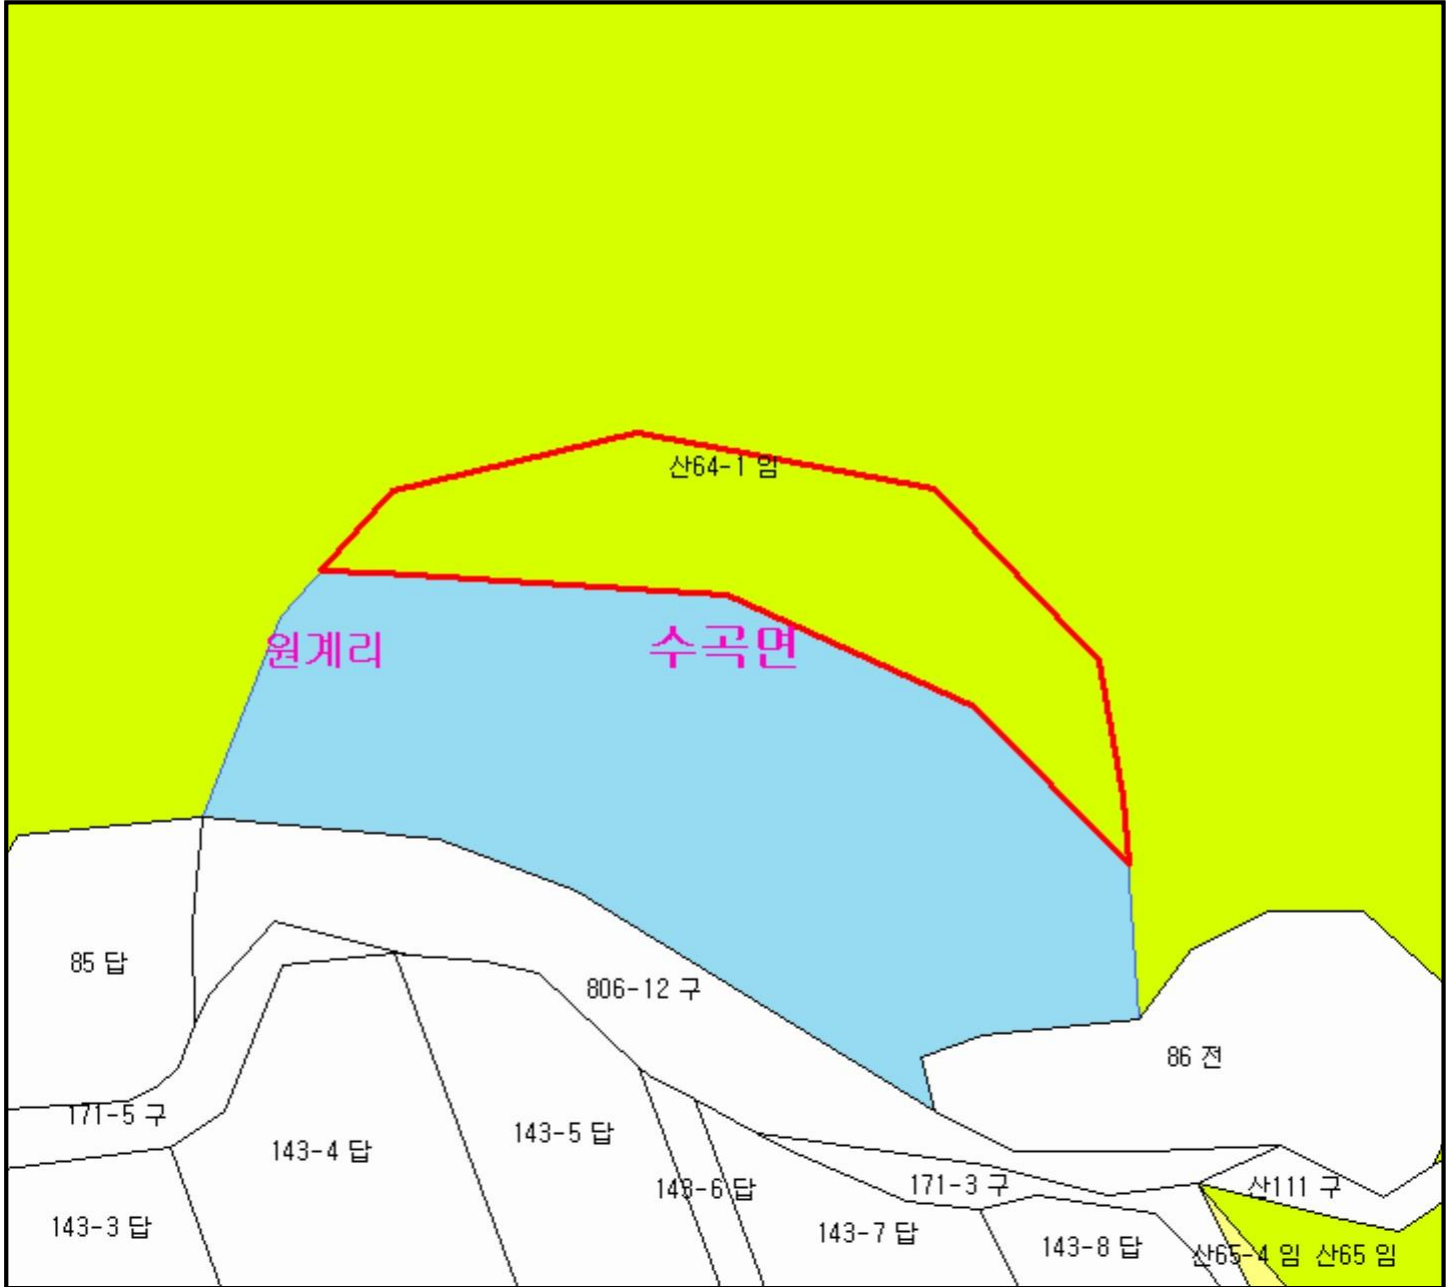 산64-1 임
원계리
수곡면
85 답
806-12 구
86 전
171-5 구
143-4 답
143-5 답
143-6 답
171-3 구
산111 구
143-3 답
143-7 답
143-8 답
산65-4 임
산65 임